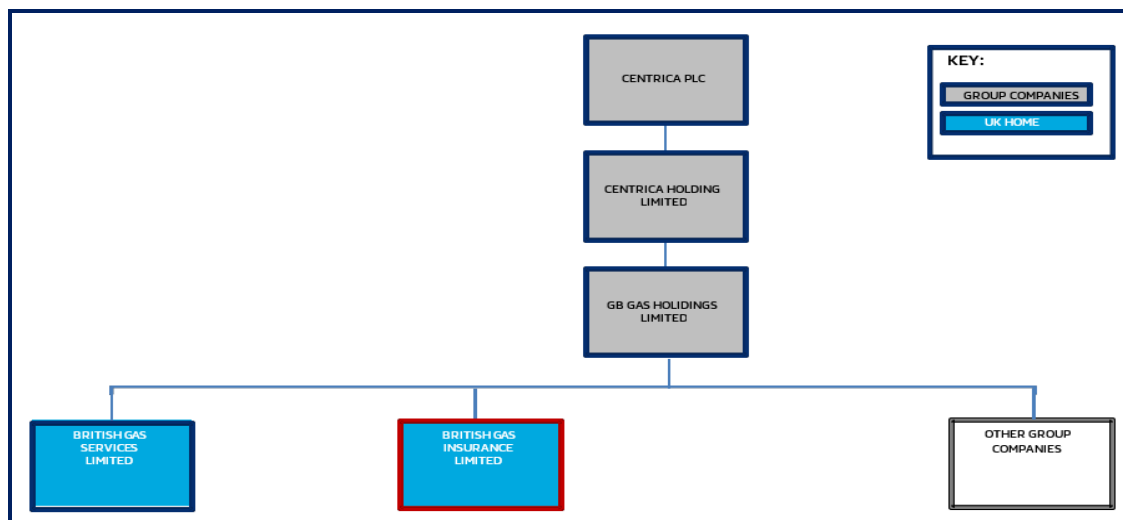 CENTRICA PLC
KEY:
GROUP COMPANIES
UK HOME
CENTRICA HOLDING
LIMITED
GB GAS HOLIDINGS
LIMITED
BRITISH GAS
SERVICES
LIMITED
BRITISH GAS
INSURANCE
LIMITED
OTHER GROUP
COMPANIES